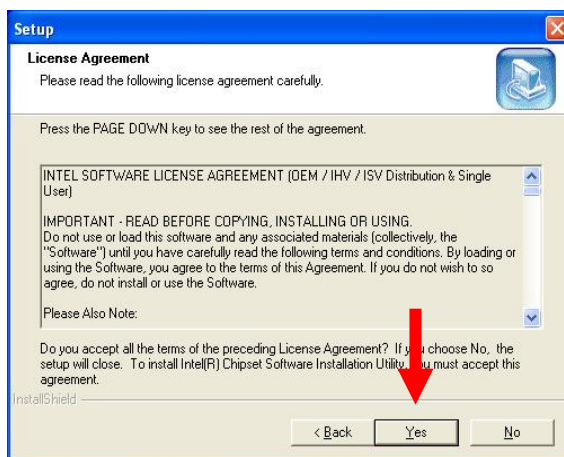 Setup
License Agreement
Please read the following license agreement carefully.
Press the PAGE DOWN key to see the rest of the agreement.
INTEL SOFTWARE LICENSE AGREEMENT (OEM / IHV / ISV Distribution & Single
User)
IMPORTANT - READ BEFORE COPYING, INSTALLING OR USING.
Do not use or load this software and any associated materials (collectively, the
"Software") until you have carefully read the following terms and conditions. By loading or
using the Software, you agree to the terms of this Agreement. If you do not wish to so
agree, do not install or use the Software.
Please Also Note:
Do you accept all the terms of the preceding License Agreement? If you choose No, the
setup will close. To install Intel(R) Chipset Software Installation Utility, you must accept this
agreement.
InstallShield
< Back Yes No